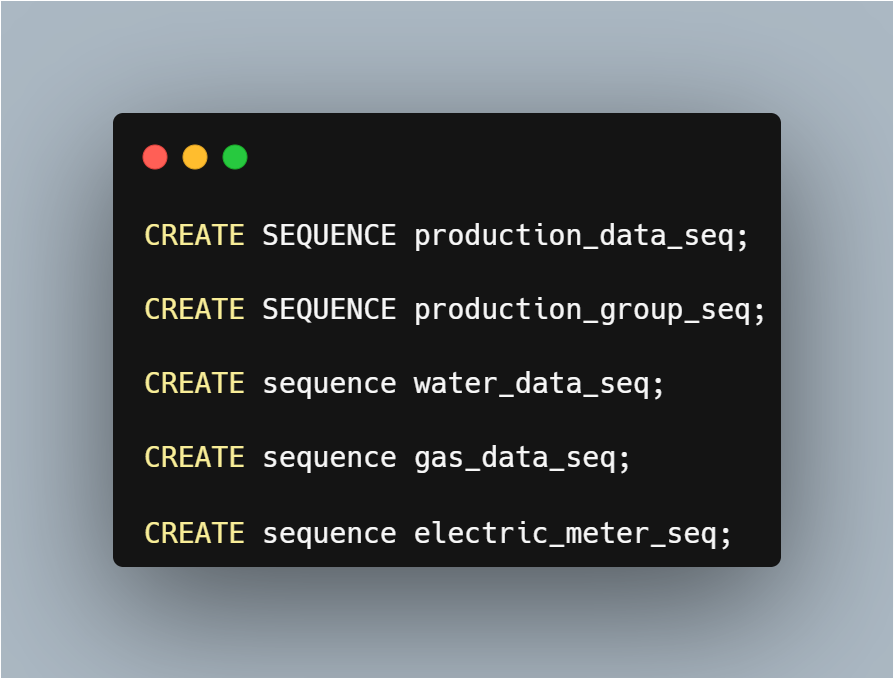 CREATE SEQUENCE production_data_seq;
CREATE SEQUENCE production_group_seq;
CREATE sequence water_data_seq;
CREATE sequence gas_data_seq;
CREATE sequence electric_meter_seq;